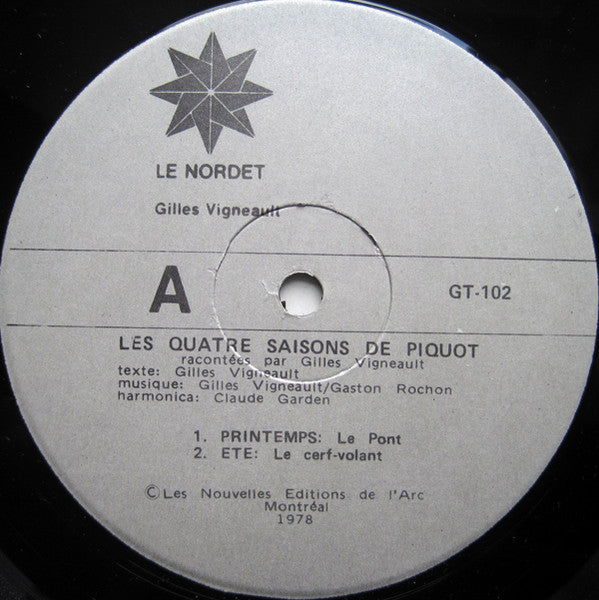 LE NORDET
Gilles Vigneault
A
GT-102
LES QUATRE SAISONS DE PIQUOT
racontées par Gilles Vigneault
texte: Gilles Vigneault
musique: Gilles Vigneault/Gaston Rochon
harmonica: Claude Garden
1. PRINTEMPS: Le Pont
2. ETE: Le cerf-volant
©Les Nouvelles Editions de l'Arc
Montréal
1978